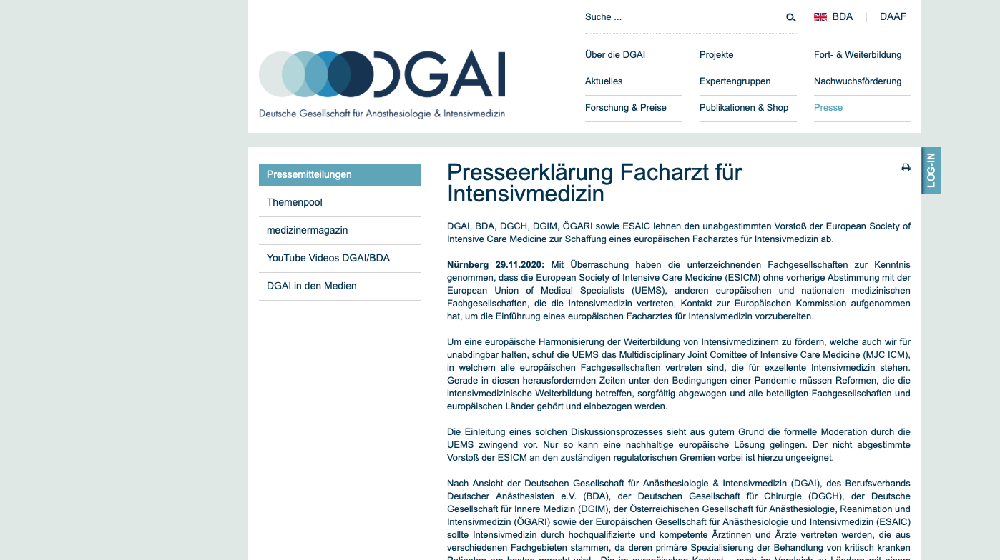 Suche ...
BDA | DAAF
DGAI
Deutsche Gesellschaft für Anästhesiologie & Intensivmedizin
Über die DGAI
Projekte
Fort- & Weiterbildung
Aktuelles
Expertengruppen
Nachwuchsförderung
Forschung & Preise
Publikationen & Shop
Presse
LOG-IN
Pressemitteilungen
Themenpool
medizinermagazin
YouTube Videos DGAI/BDA
DGAI in den Medien
Presseerklärung Facharzt für
Intensivmedizin
DGAI, BDA, DGCH, DGIM, ÖGARI sowie ESAIC lehnen den unabgestimmten Vorstoß der European Society of
Intensive Care Medicine zur Schaffung eines europäischen Facharztes für Intensivmedizin ab.
Nürnberg 29.11.2020: Mit Überraschung haben die unterzeichnenden Fachgesellschaften zur Kenntnis
genommen, dass die European Society of Intensive Care Medicine (ESICM) ohne vorherige Abstimmung mit der
European Union of Medical Specialists (UEMS), anderen europäischen und nationalen medizinischen
Fachgesellschaften, die die Intensivmedizin vertreten, Kontakt zur Europäischen Kommission aufgenommen
hat, um die Einführung eines europäischen Facharztes für Intensivmedizin vorzubereiten.
Um eine europäische Harmonisierung der Weiterbildung von Intensivmedizinern zu fördern, welche auch wir für
unabdingbar halten, schuf die UEMS das Multidisciplinary Joint Comittee of Intensive Care Medicine (MJC ICM),
in welchem alle europäischen Fachgesellschaften vertreten sind, die für exzellente Intensivmedizin stehen.
Gerade in diesen herausfordernden Zeiten unter den Bedingungen einer Pandemie müssen Reformen, die die
intensivmedizinische Weiterbildung betreffen, sorgfältig abgewogen und alle beteiligten Fachgesellschaften und
europäischen Länder gehört und einbezogen werden.
Die Einleitung eines solchen Diskussionsprozesses sieht aus gutem Grund die formelle Moderation durch die
UEMS zwingend vor. Nur so kann eine nachhaltige europäische Lösung gelingen. Der nicht abgestimmte
Vorstoß der ESICM an den zuständigen regulatorischen Gremien vorbei ist hierzu ungeeignet.
Nach Ansicht der Deutschen Gesellschaft für Anästhesiologie & Intensivmedizin (DGAI), des Berufsverbands
Deutscher Anästhesisten e.V. (BDA), der Deutschen Gesellschaft für Chirurgie (DGCH), der Deutsche
Gesellschaft für Innere Medizin (DGIM), der Österreichischen Gesellschaft für Anästhesiologie, Reanimation und
Intensivmedizin (ÖGARI) sowie der Europäischen Gesellschaft für Anästhesiologie und Intensivmedizin (ESAIC)
sollte Intensivmedizin durch hochqualifizierte und kompetente Ärztinnen und Ärzte vertreten werden, die aus
verschiedenen Fachgebieten stammen, da deren primäre Spezialisierung der Behandlung von kritisch kranken